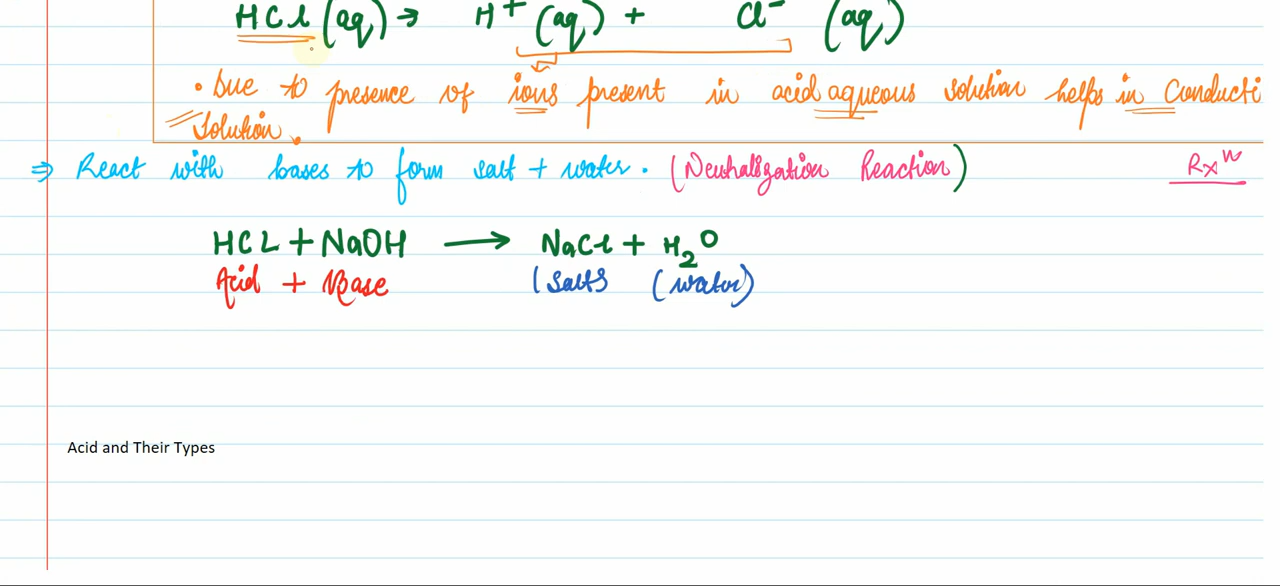 HCl (aq) → H⁺ (aq) + Cl⁻ (aq)
• Due to presence of ions present in acid aqueous solution helps in Conducti
Solution.
⇒ React with bases to form salt + water. (Neutralization Reaction) Rxⁿ
HCL + NaOH ⟶ NaCl + H₂O
Acid + Base (Salts (water)
Acid and Their Types